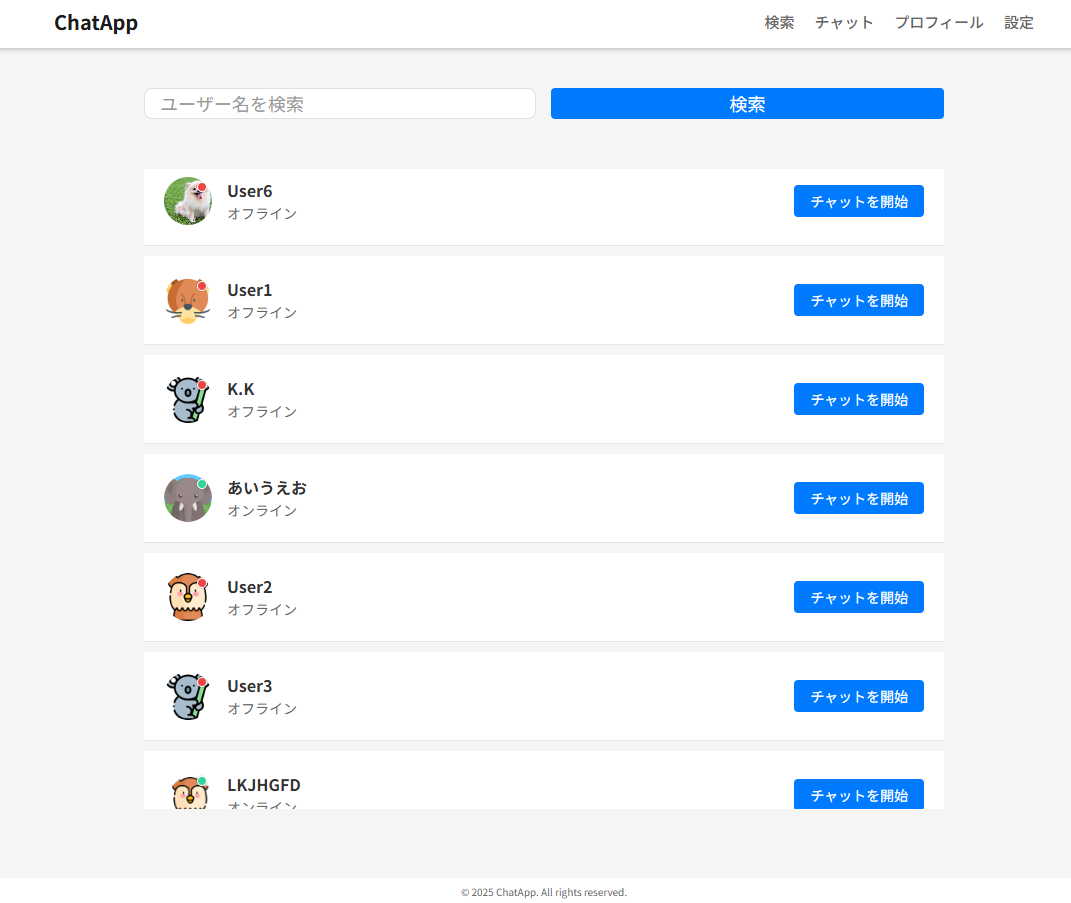 ChatApp
検索 チャット プロフィール 設定
ユーザー名を検索 検索
User6
オフライン
チャットを開始
User1
オフライン
チャットを開始
K.K
オフライン
チャットを開始
あいうえお
オンライン
チャットを開始
User2
オフライン
チャットを開始
User3
オフライン
チャットを開始
LKJHGFD
オンライン
チャットを開始
© 2025 ChatApp. All rights reserved.